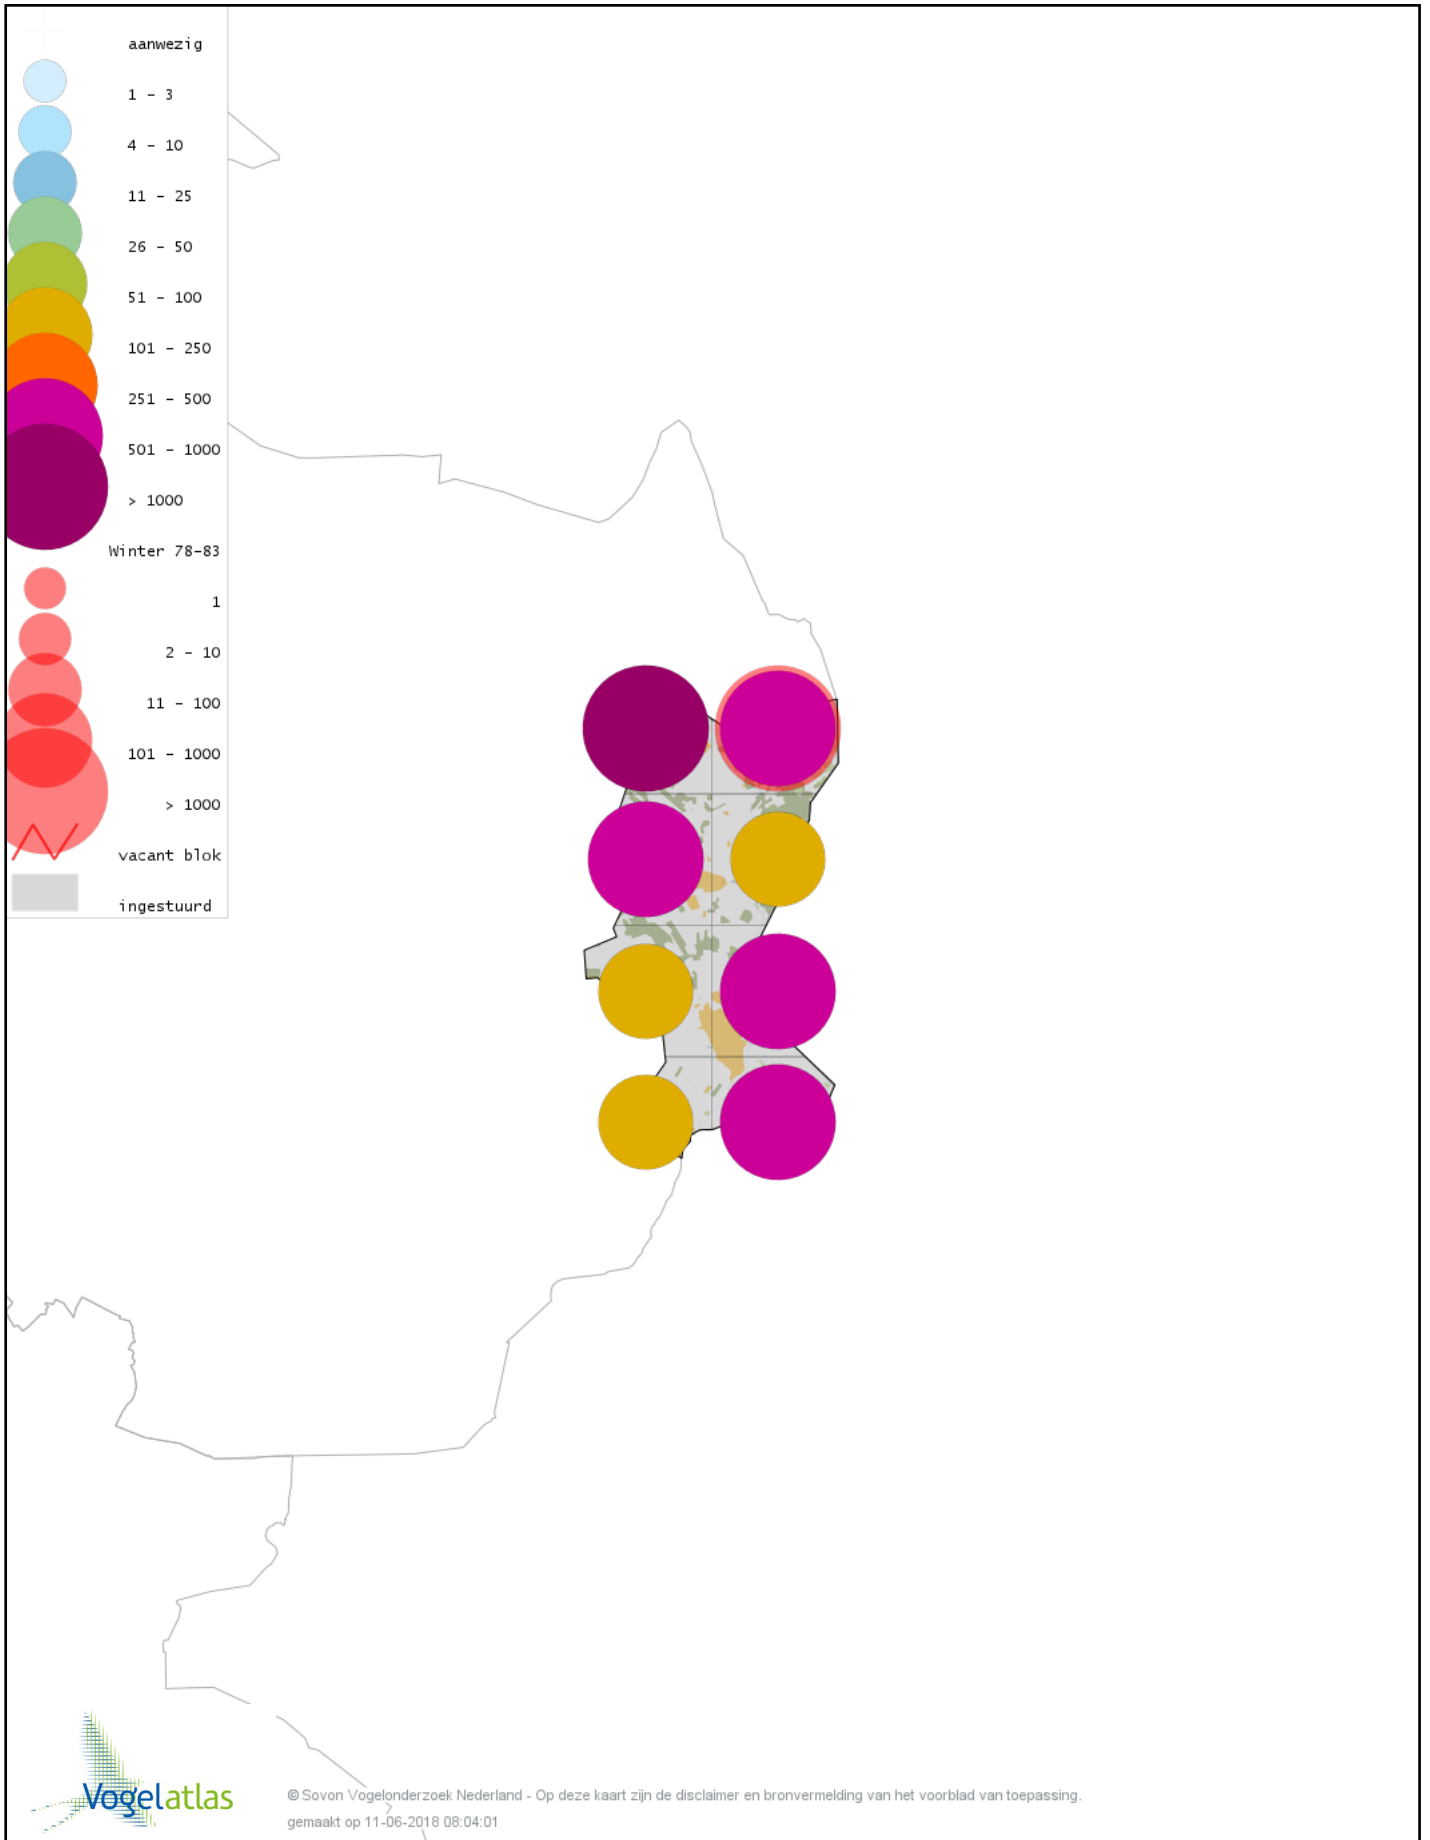 aanwezig
1 - 3
4 - 10
11 - 25
26 - 50
51 - 100
101 - 250
251 - 500
501 - 1000
> 1000
Winter 78-83
1
2 - 10
11 - 100
101 - 1000
> 1000
vacant blok
ingestuurd
Vogelatlas
© Sovon Vogelonderzoek Nederland - Op deze kaart zijn de disclaimer en bronvermelding van het voorblad van toepassing.
gemaakt op 11-06-2018 08:04:01